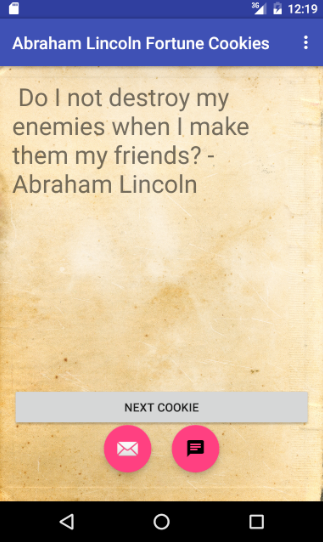 3G 12:19
Abraham Lincoln Fortune Cookies
Do I not destroy my
enemies when I make
them my friends? -
Abraham Lincoln
NEXT COOKIE